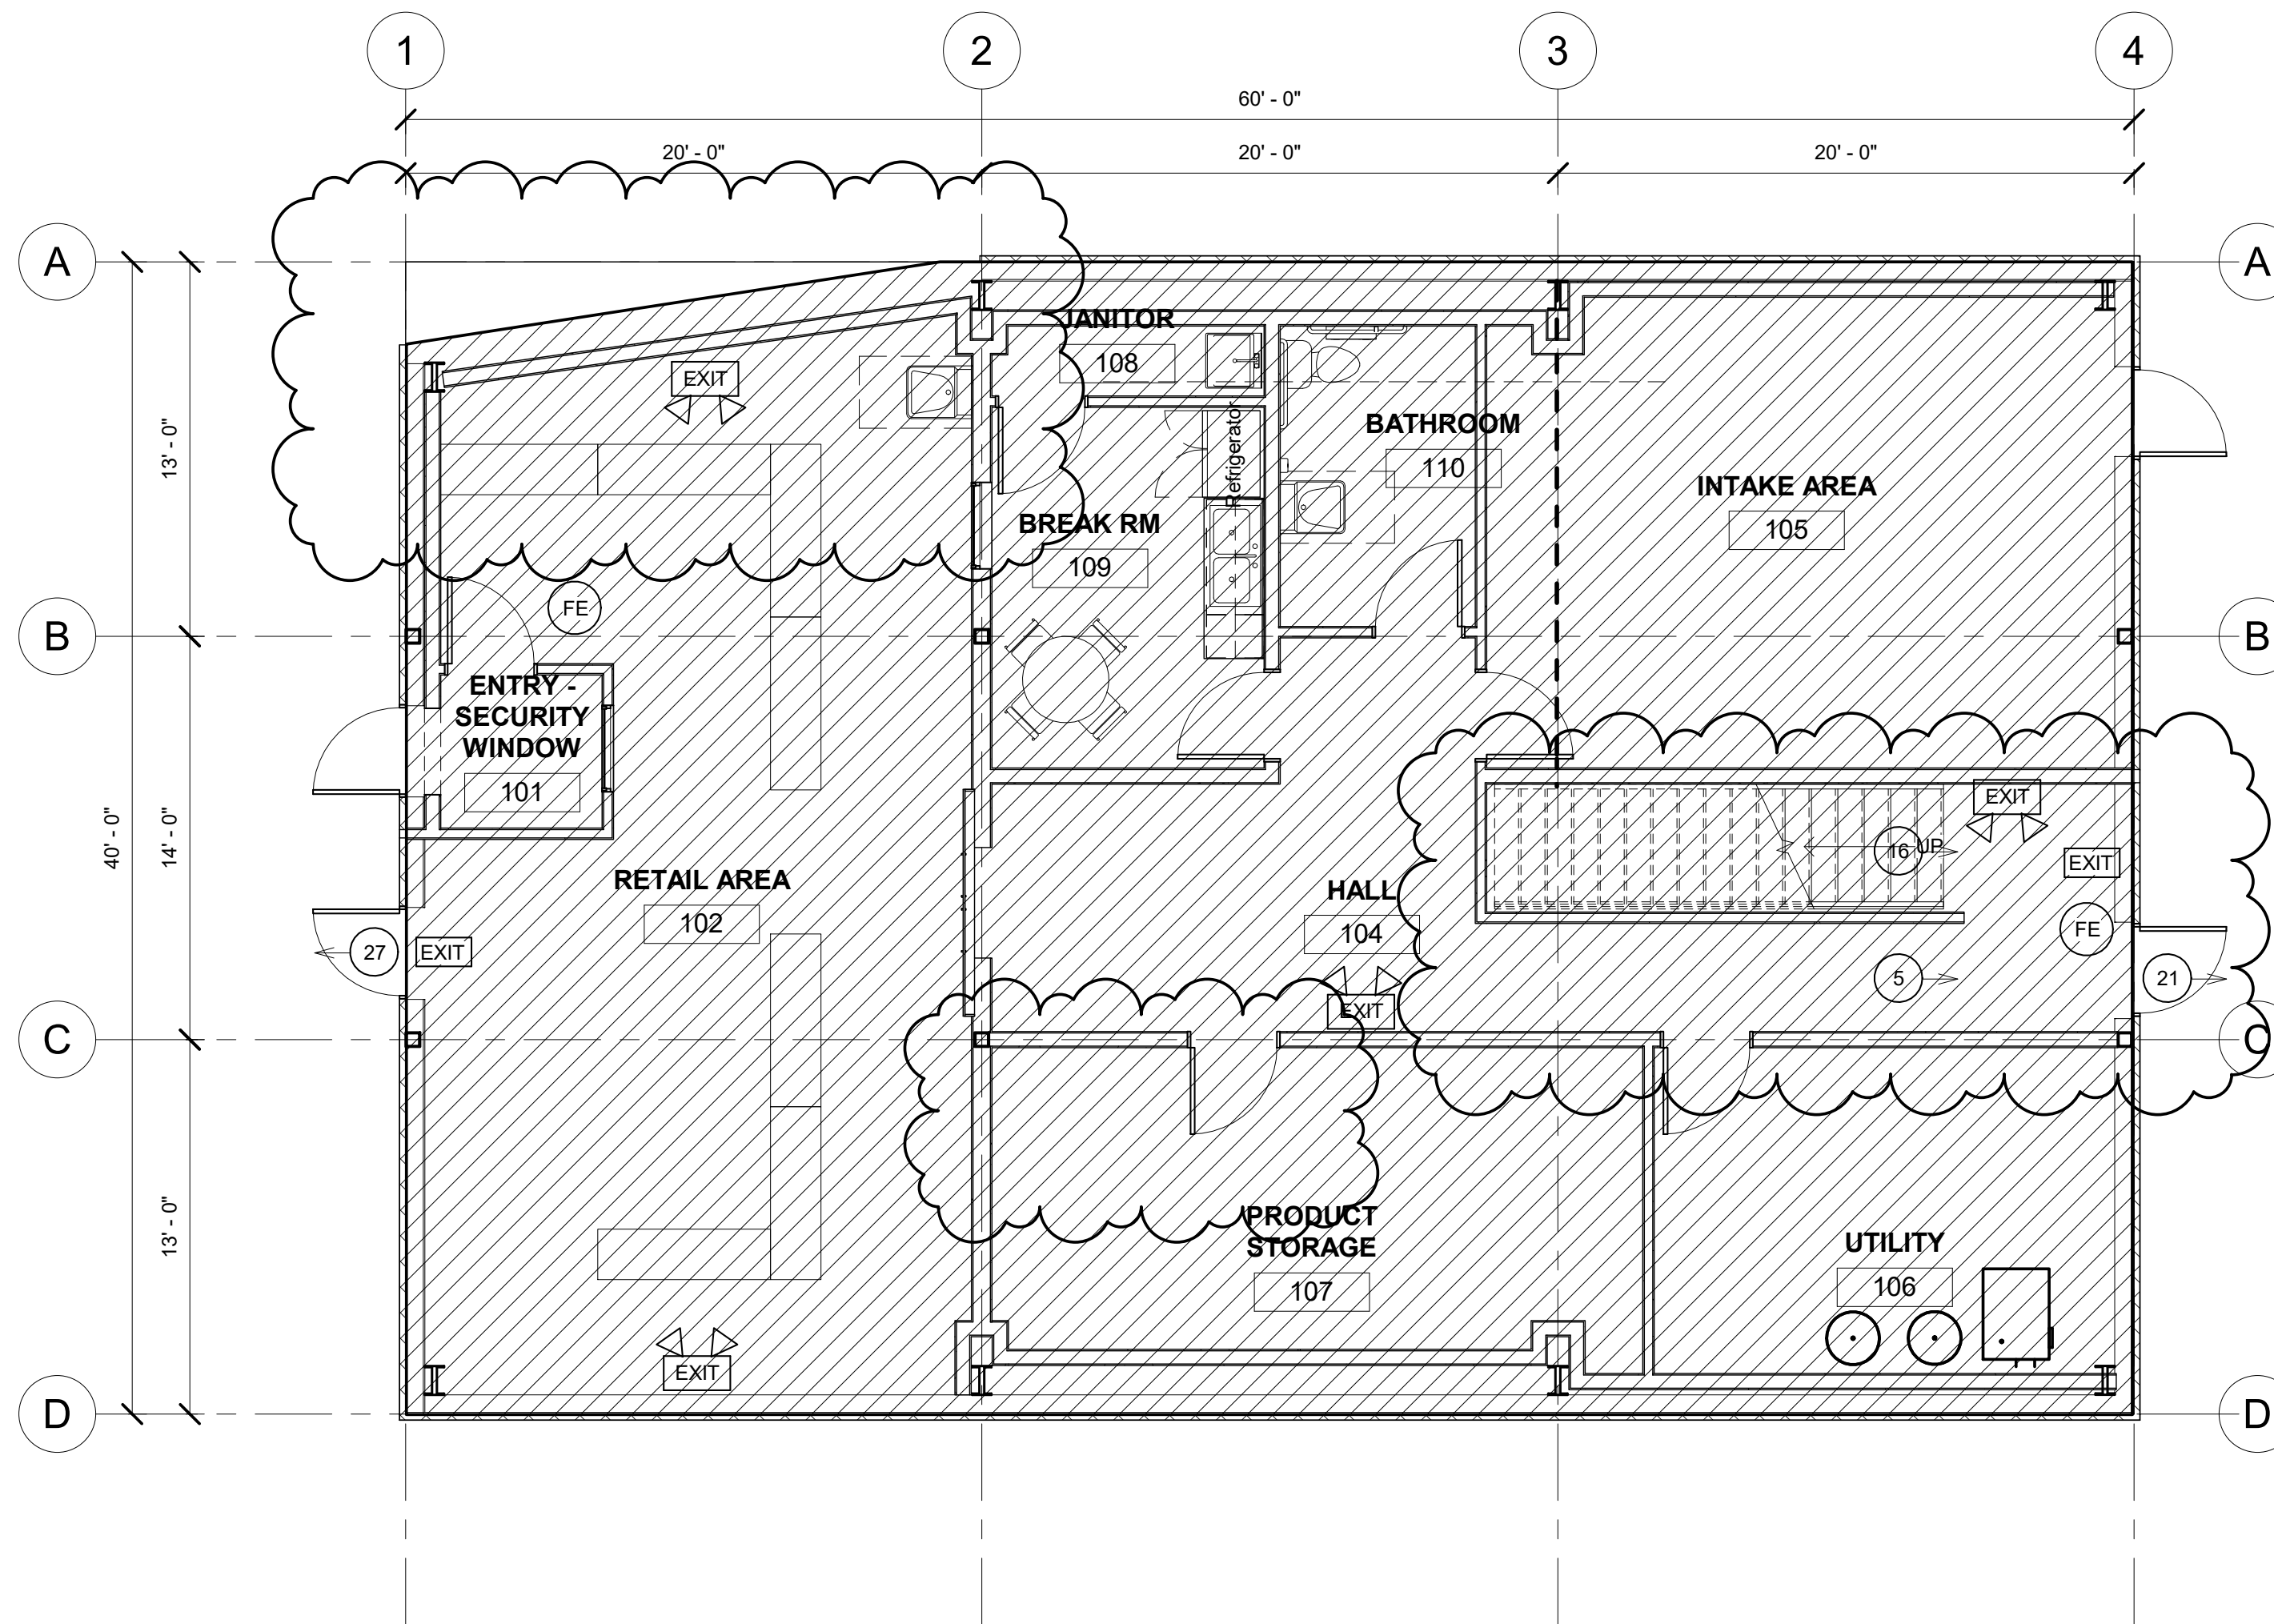 1 2 3 4
60' - 0"
20' - 0" 20' - 0" 20' - 0"
A A
JANITOR
108
EXIT
13' - 0"
Refrigerator
BATHROOM
110
INTAKE AREA
105
BREAK RM
109
FE
B B
ENTRY -
SECURITY
WINDOW
101
EXIT
40' - 0"
14' - 0"
16 UP
EXIT
RETAIL AREA
102
HALL
104
FE
27 EXIT
5
21
EXIT
C C
13' - 0"
PRODUCT
STORAGE
107
UTILITY
106
EXIT
D D